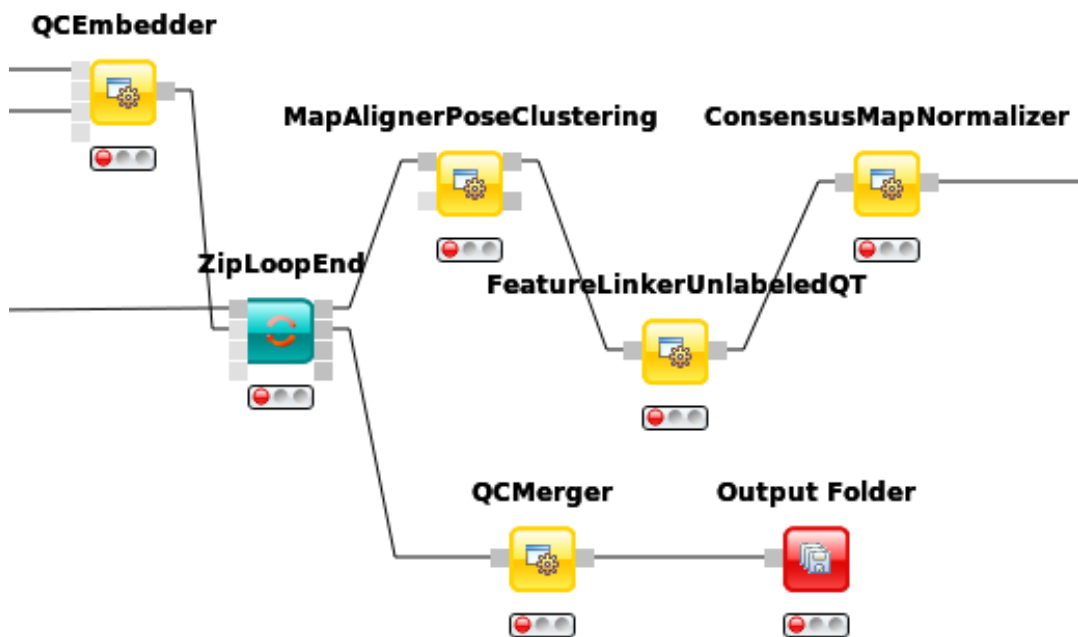 QCEmbedder
MapAlignerPoseClustering
ConsensusMapNormalizer
ZipLoopEnd
FeatureLinkerUnlabeledQT
QCMerger
Output Folder